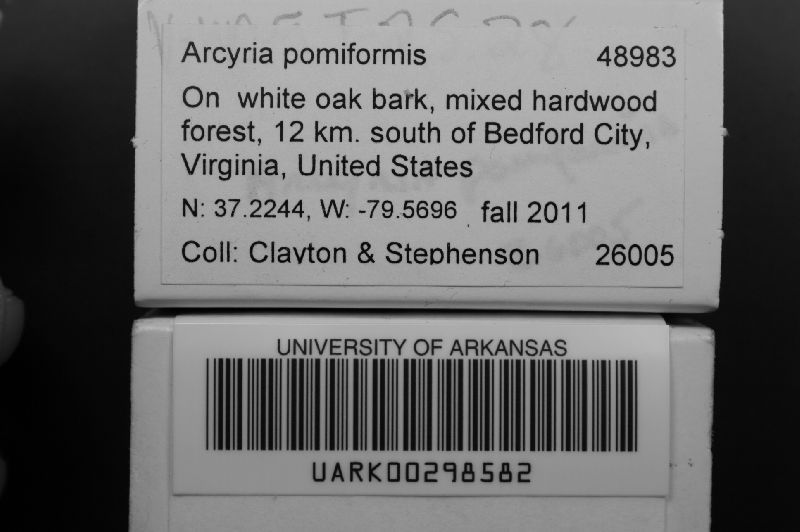 Arcyria pomiformis 48983
On white oak bark, mixed hardwood
forest, 12 km. south of Bedford City,
Virginia, United States
N: 37.2244, W: -79.5696 fall 2011
Coll: Clayton & Stephenson 26005
UNIVERSITY OF ARKANSAS
UARK00298582